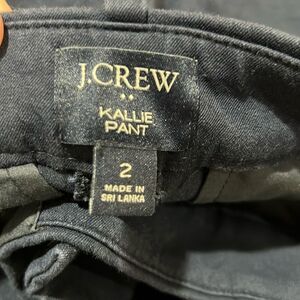 J.CREW
KALLIE
PANT
2
MADE IN
SRI LANKA